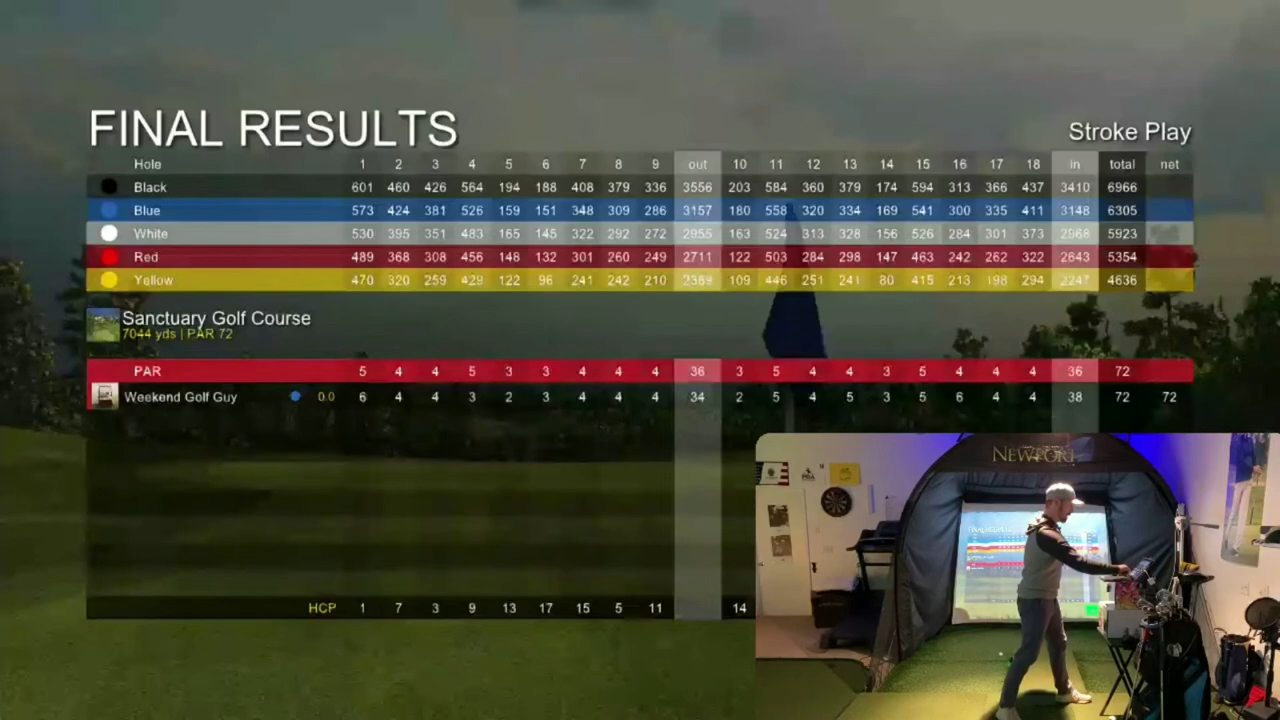 FINAL RESULTS
Stroke Play
Hole 1 2 3 4 5 6 7 8 9 out 10 11 12 13 14 15 16 17 18 in total net
Black 601 460 426 564 194 188 408 379 336 3556 203 584 360 379 174 594 313 366 437 3410 6966
Blue 573 424 381 526 159 151 348 309 286 3157 180 558 320 334 169 541 300 335 411 3148 6305
White 530 395 351 483 165 145 322 292 272 2955 163 524 313 328 156 526 284 301 373 2968 5923
Red 489 368 308 456 148 132 301 260 249 2711 122 503 284 298 147 463 242 262 322 2643 5354
Yellow 470 320 259 429 122 96 241 242 210 2389 109 446 251 241 80 415 213 198 294 2247 4636
Sanctuary Golf Course
7044 yds | PAR 72
PAR 5 4 4 5 3 3 4 4 4 36 3 5 4 4 3 5 4 4 4 36 72
Weekend Golf Guy 0.0 6 4 4 3 2 3 4 4 4 34 2 5 4 5 3 5 6 4 4 38 72 72
HCP 1 7 3 9 13 17 15 5 11 14
NEWPORT